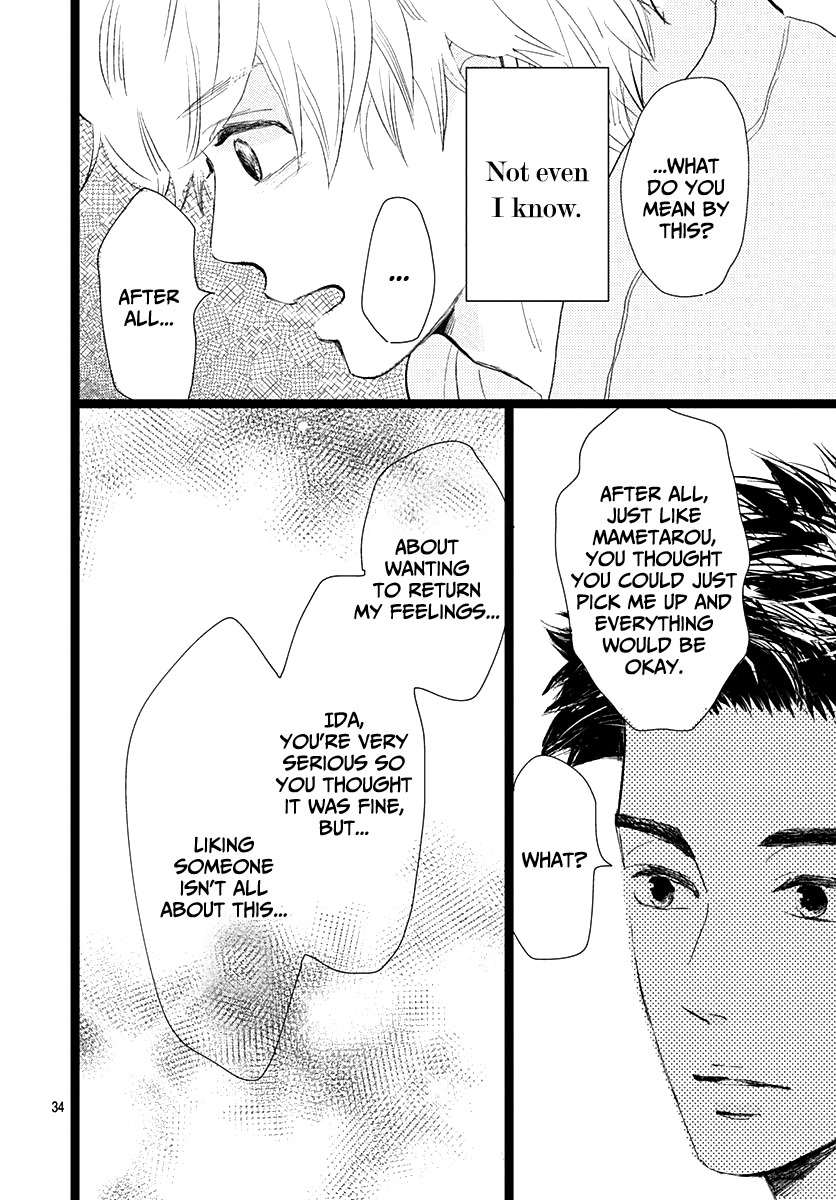 ...WHAT
DO YOU
MEAN BY
THIS?
Not even
I know.
...
AFTER
ALL...
AFTER ALL,
JUST LIKE
MAMETAROU,
YOU THOUGHT
YOU COULD JUST
PICK ME UP AND
EVERYTHING
WOULD BE
OKAY.
WHAT?
ABOUT
WANTING
TO RETURN
MY FEELINGS...
IDA,
YOU'RE VERY
SERIOUS SO
YOU THOUGHT
IT WAS FINE,
BUT...
LIKING
SOMEONE
ISN'T ALL
ABOUT THIS...
34